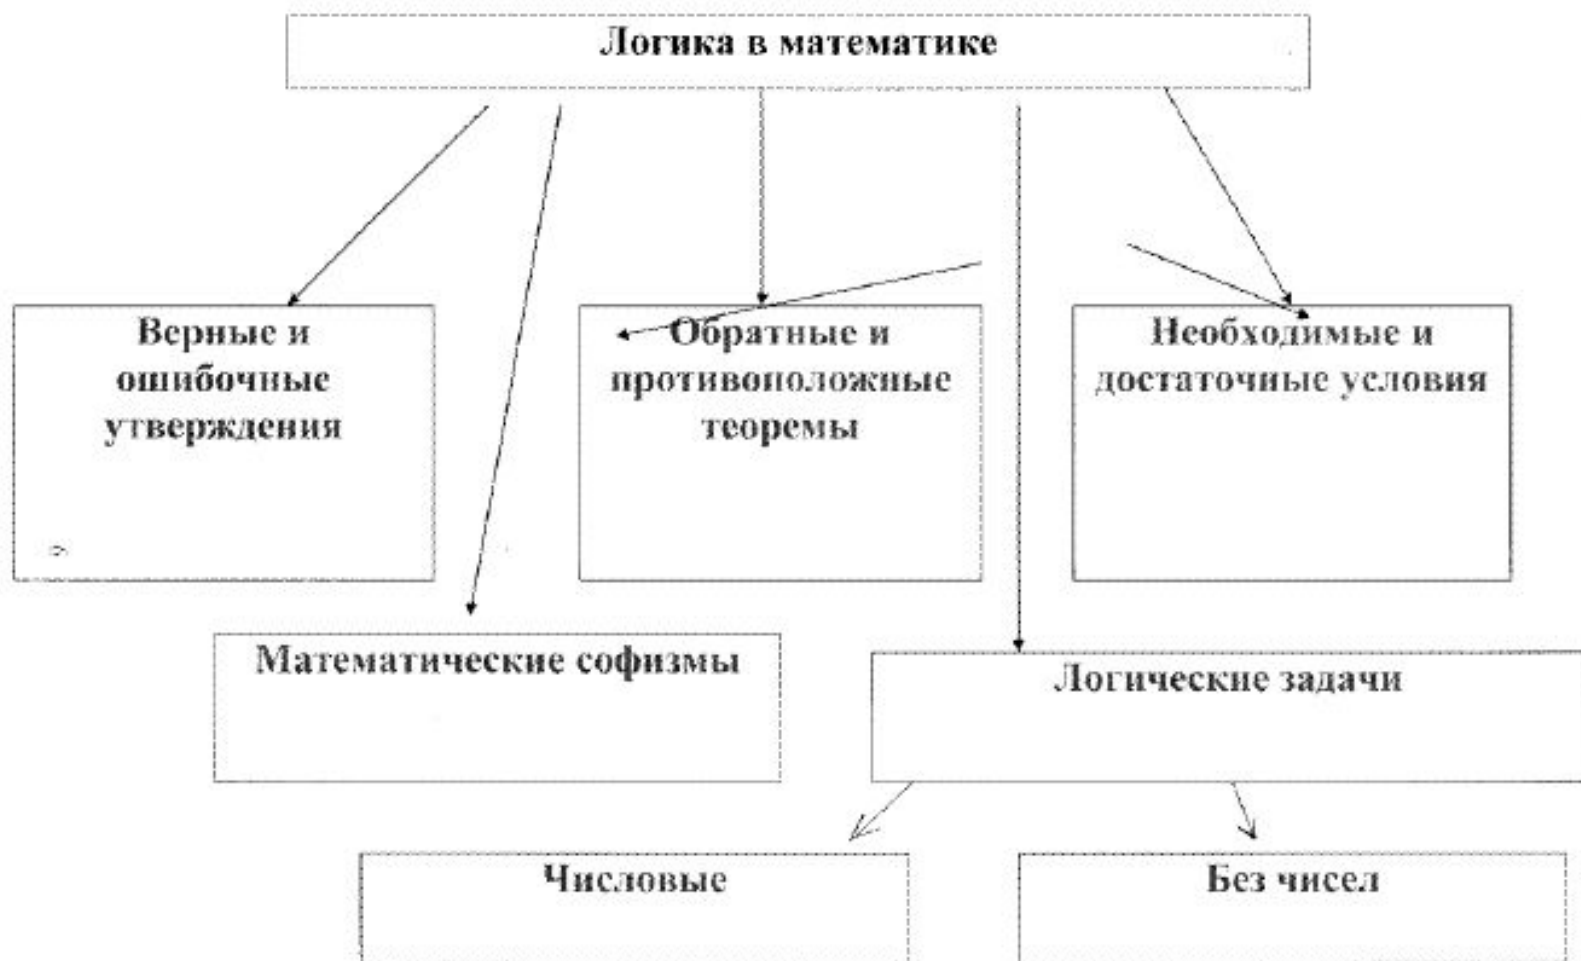 Логика в математике
Верные и
ошибочные
утверждения
Обратные и
противоположные
теоремы
Необходимые и
достаточные условия
Математические софизмы
Логические задачи
Числовые
Без чисел